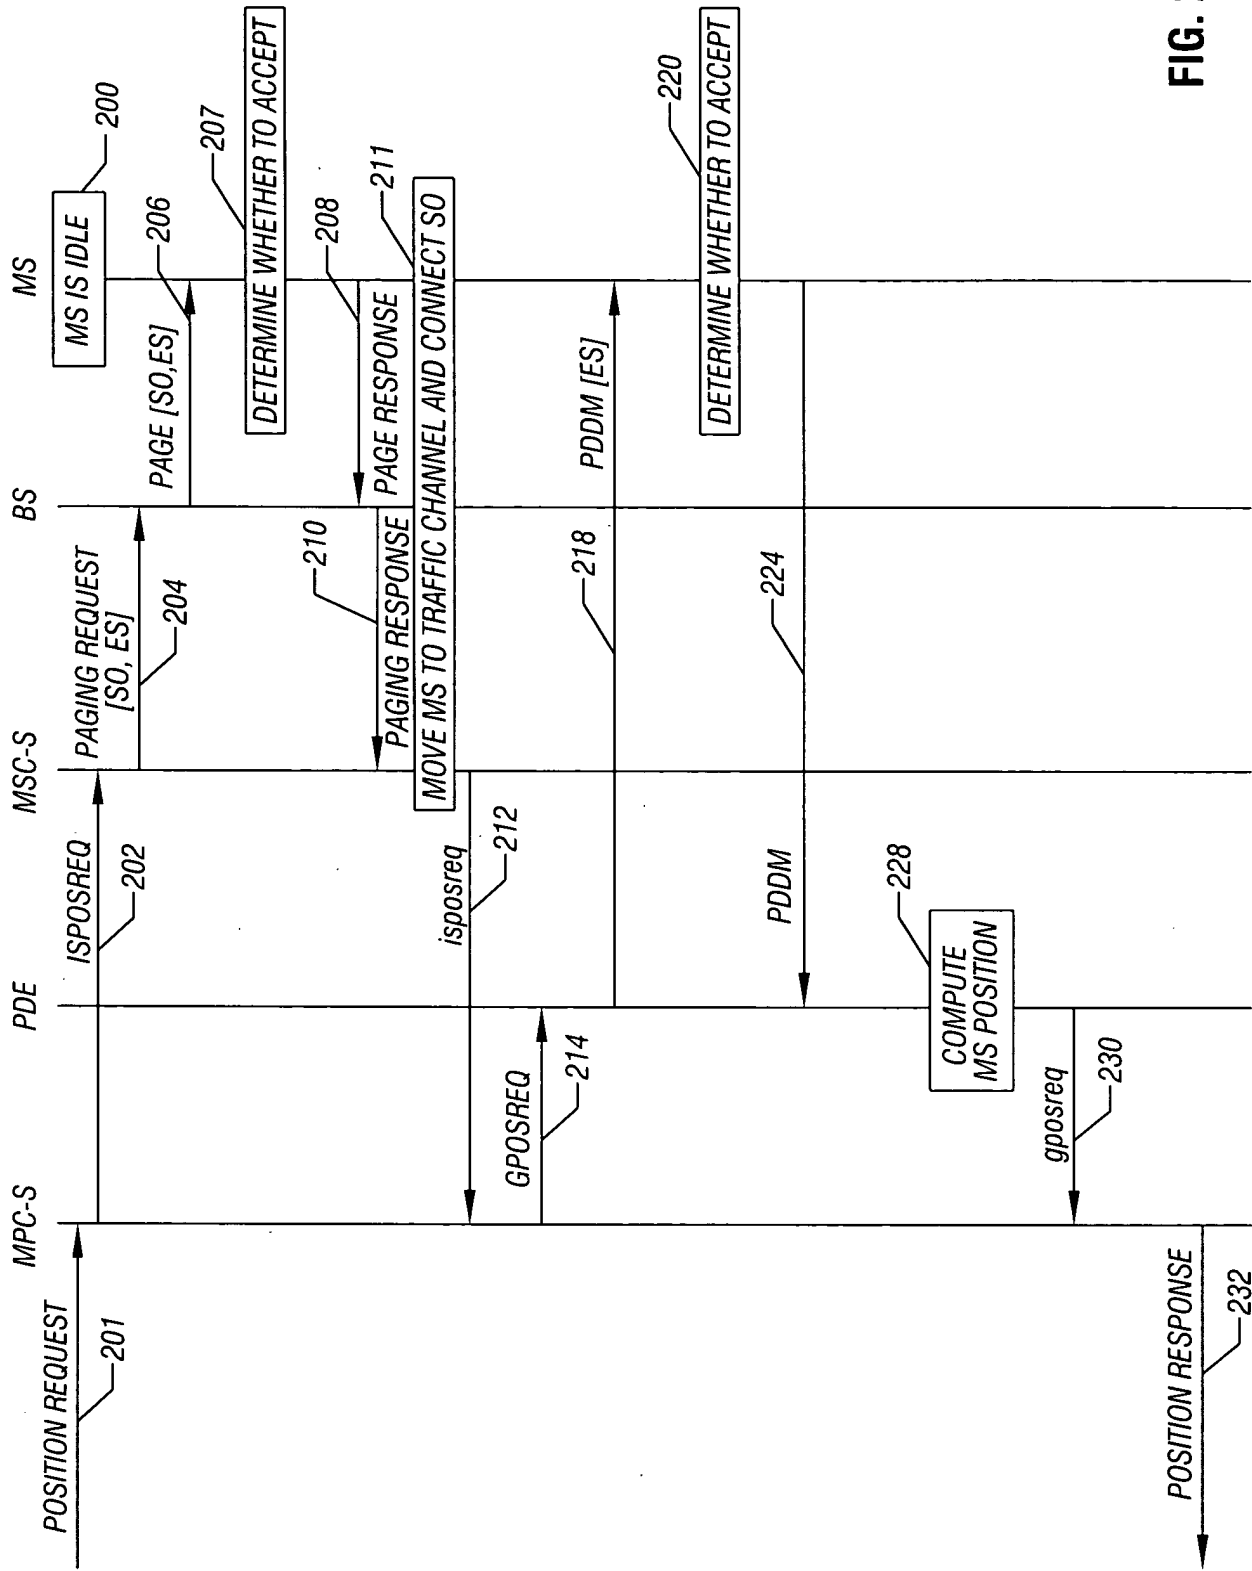 MPC-S
PDE
MSC-S
BS
MS
MS IS IDLE
200
POSITION REQUEST
201
ISPOSREQ
202
PAGING REQUEST
[SO, ES]
204
PAGE [SO,ES]
206
DETERMINE WHETHER TO ACCEPT
207
PAGE RESPONSE
208
PAGING RESPONSE
210
MOVE MS TO TRAFFIC CHANNEL AND CONNECT SO
211
isposreq
212
GPOSREQ
214
PDDM [ES]
218
DETERMINE WHETHER TO ACCEPT
220
PDDM
224
COMPUTE
MS POSITION
228
gposreq
230
POSITION RESPONSE
232
FIG.